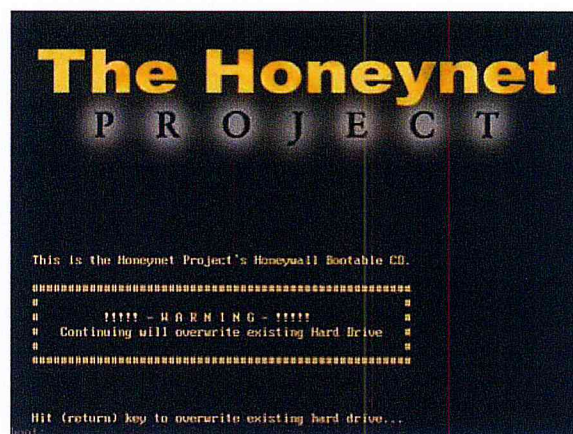 The Honeynet
PROJECT
This is the Honeynet Project's Honeywall Bootable CD.
######################################################
# #
# !!!!! - W A R N I N G - !!!!! #
# Continuing will overwrite existing Hard Drive #
# #
######################################################
Hit (return) key to overwrite existing hard drive...
boot: